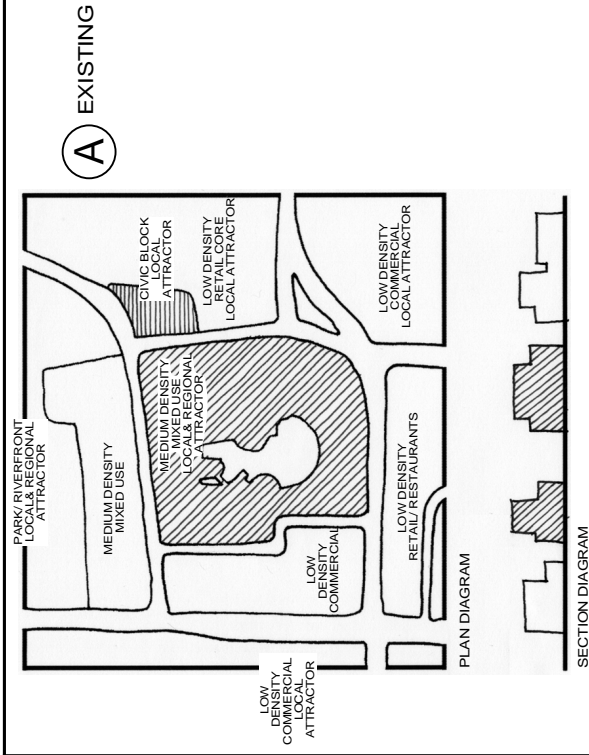 A EXISTING
PARK/ RIVERFRONT
LOCAL& REGIONAL
ATTRACTOR
MEDIUM DENSITY
MIXED USE
CIVIC BLOCK
LOCAL
ATTRACTOR
LOW DENSITY
RETAIL CORE
LOCAL ATTRACTOR
MEDIUM DENSITY
MIXED USE
LOCAL& REGIONAL
ATTRACTOR
LOW DENSITY
COMMERCIAL
LOCAL ATTRACTOR
LOW
DENSITY
COMMERCIAL
LOW DENSITY
RETAIL/ RESTAURANTS
LOW
DENSITY
COMMERCIAL
LOCAL
ATTRACTOR
PLAN DIAGRAM
SECTION DIAGRAM